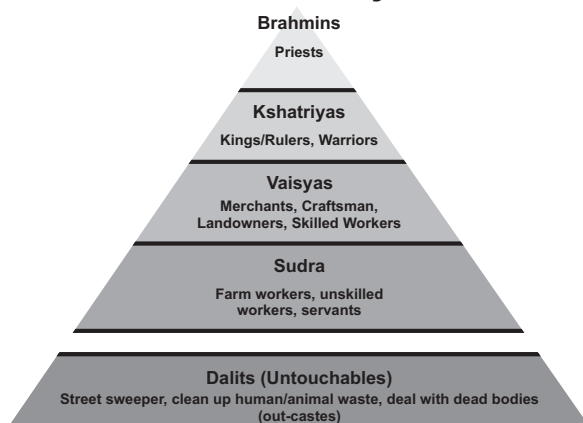 Brahmins
Priests
Kshatriyas
Kings/Rulers, Warriors
Vaisyas
Merchants, Craftsman,
Landowners, Skilled Workers
Sudra
Farm workers, unskilled
workers, servants
Dalits (Untouchables)
Street sweeper, clean up human/animal waste, deal with dead bodies
(out-castes)